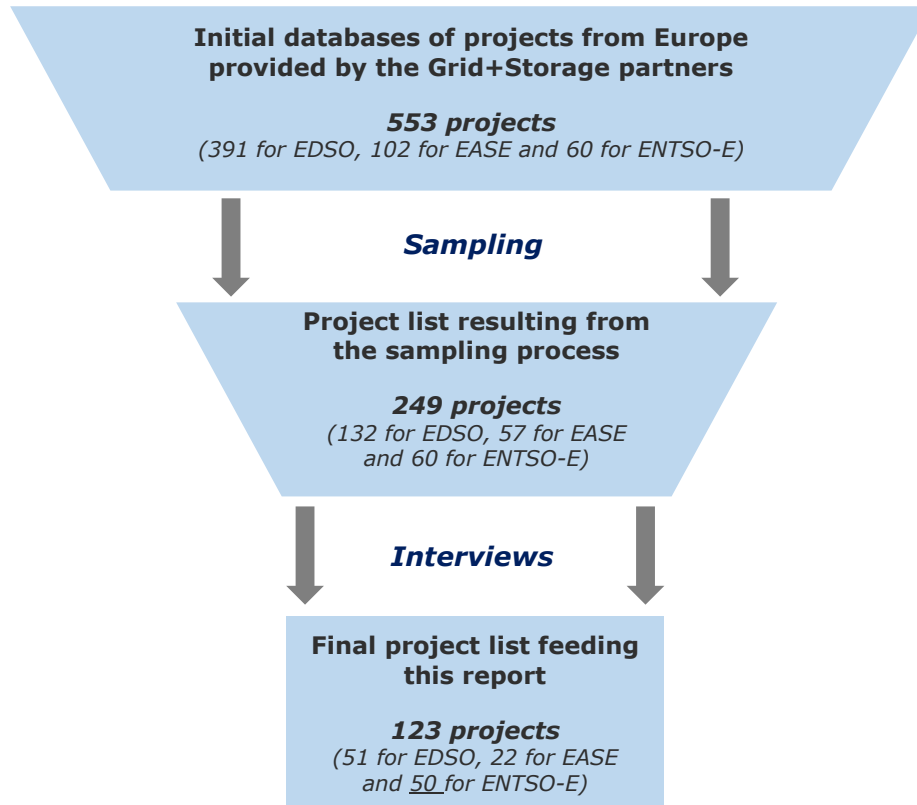 Initial databases of projects from Europe
provided by the Grid+Storage partners
553 projects
(391 for EDSO, 102 for EASE and 60 for ENTSO-E)
Sampling
Project list resulting from
the sampling process
249 projects
(132 for EDSO, 57 for EASE
and 60 for ENTSO-E)
Interviews
Final project list feeding
this report
123 projects
(51 for EDSO, 22 for EASE
and 50 for ENTSO-E)